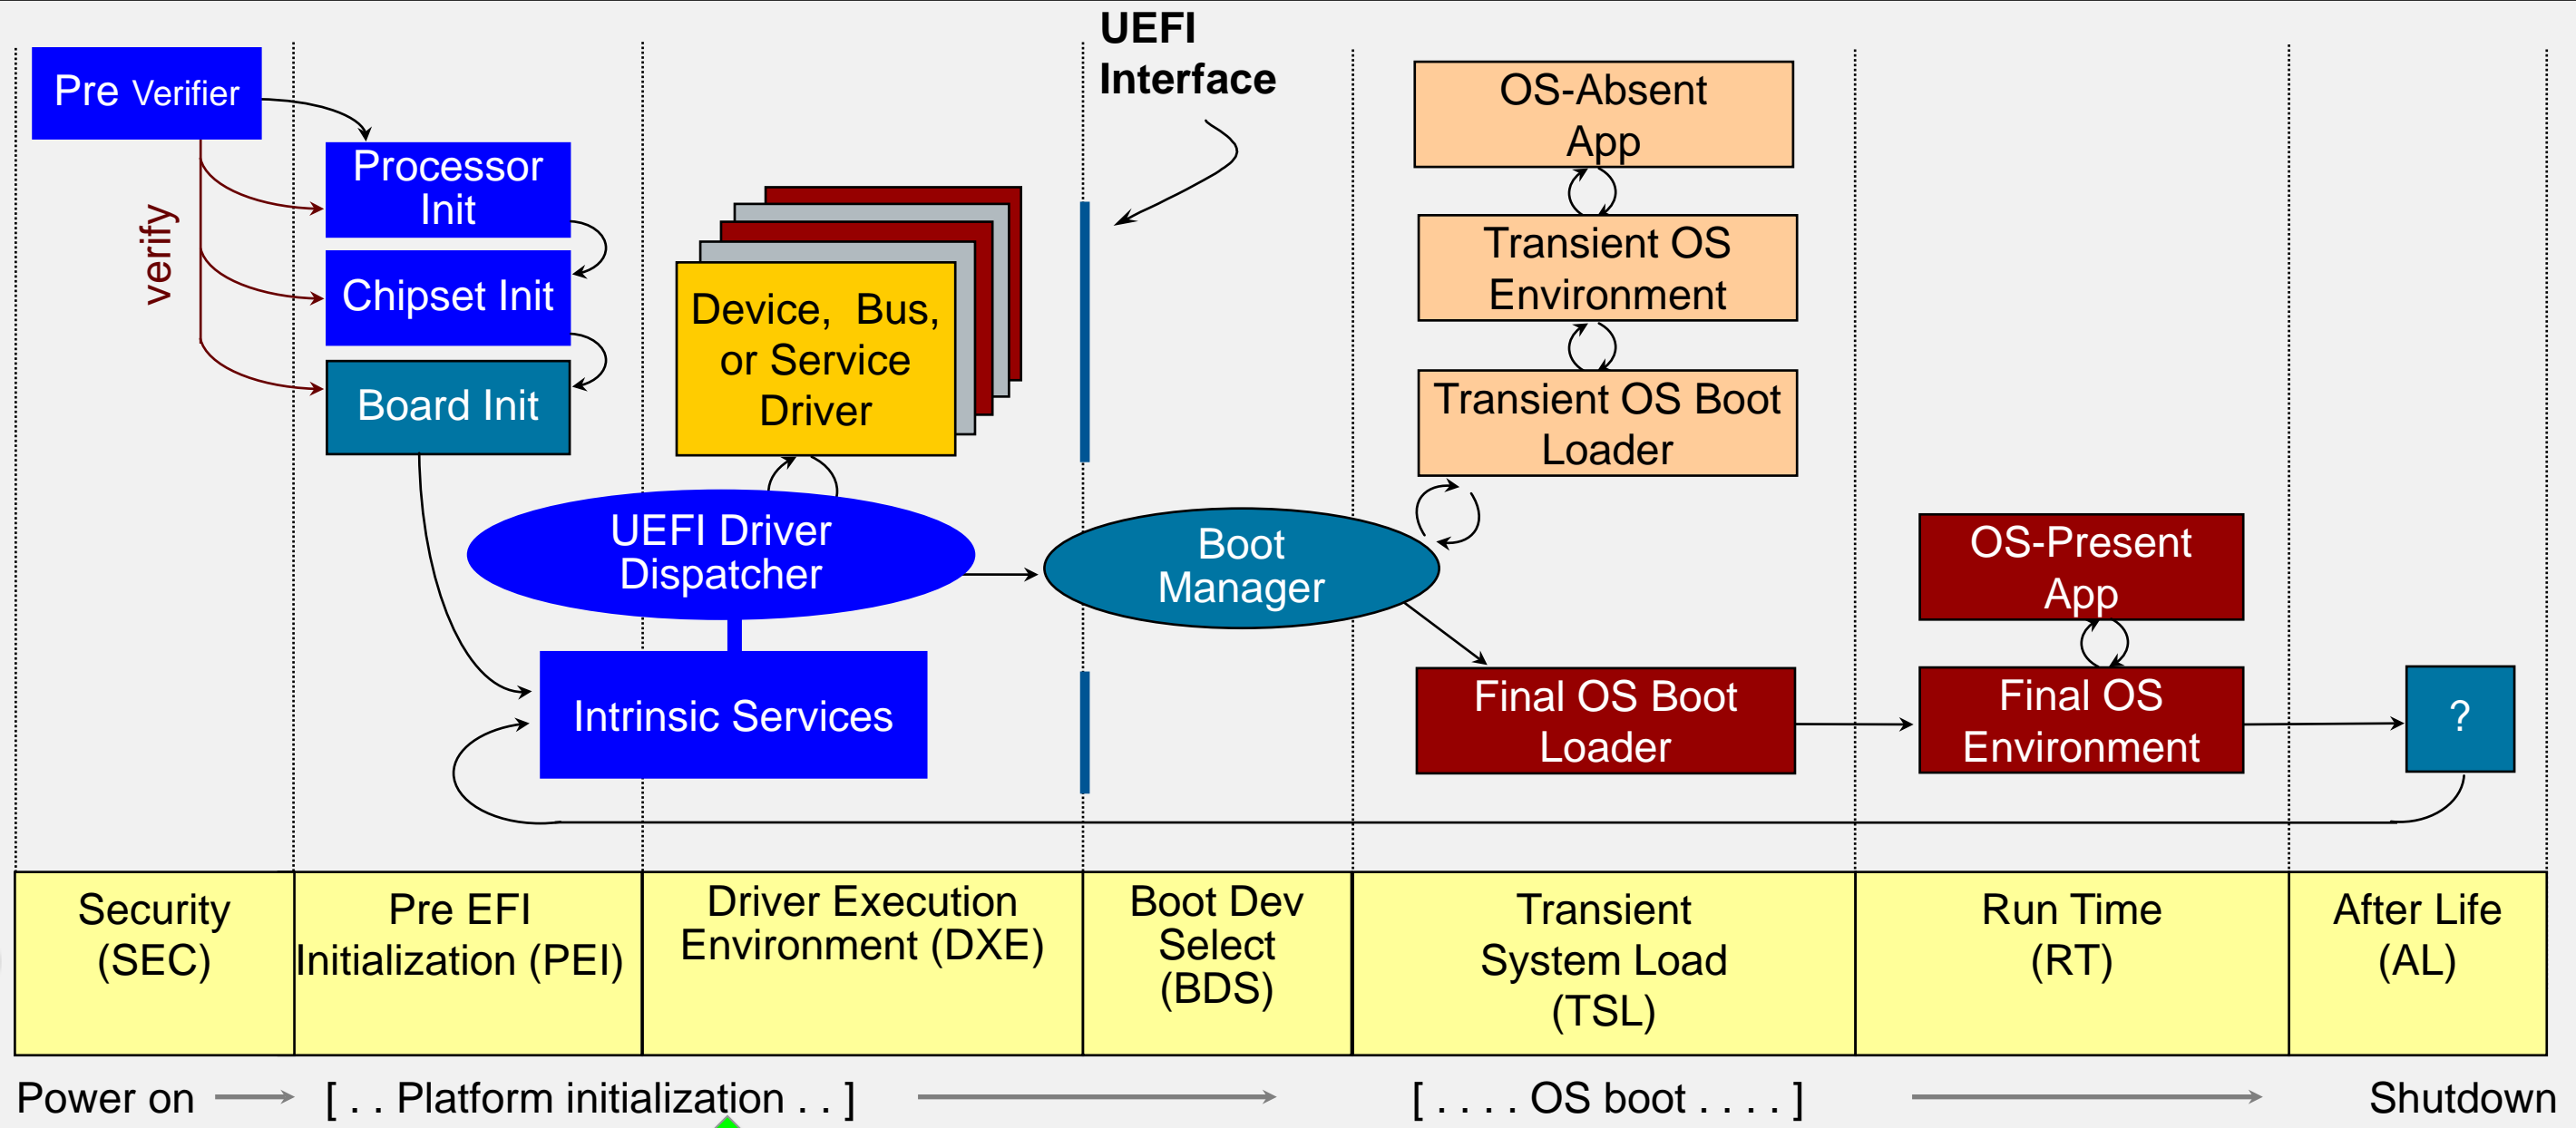 UEFI
Interface
Pre Verifier
verify
Processor
Init
Chipset Init
Board Init
Device,  Bus,
or Service
Driver
UEFI Driver
Dispatcher
Intrinsic Services
Boot
Manager
OS-Absent
App
Transient OS
Environment
Transient OS Boot
Loader
Final OS Boot
Loader
OS-Present
App
Final OS
Environment
?
Security
(SEC)
Pre EFI
Initialization (PEI)
Driver Execution
Environment (DXE)
Boot Dev
Select
(BDS)
Transient
System Load
(TSL)
Run Time
(RT)
After Life
(AL)
Power on
[ . . Platform initialization . . ]
[ . . . . OS boot . . . . ]
Shutdown